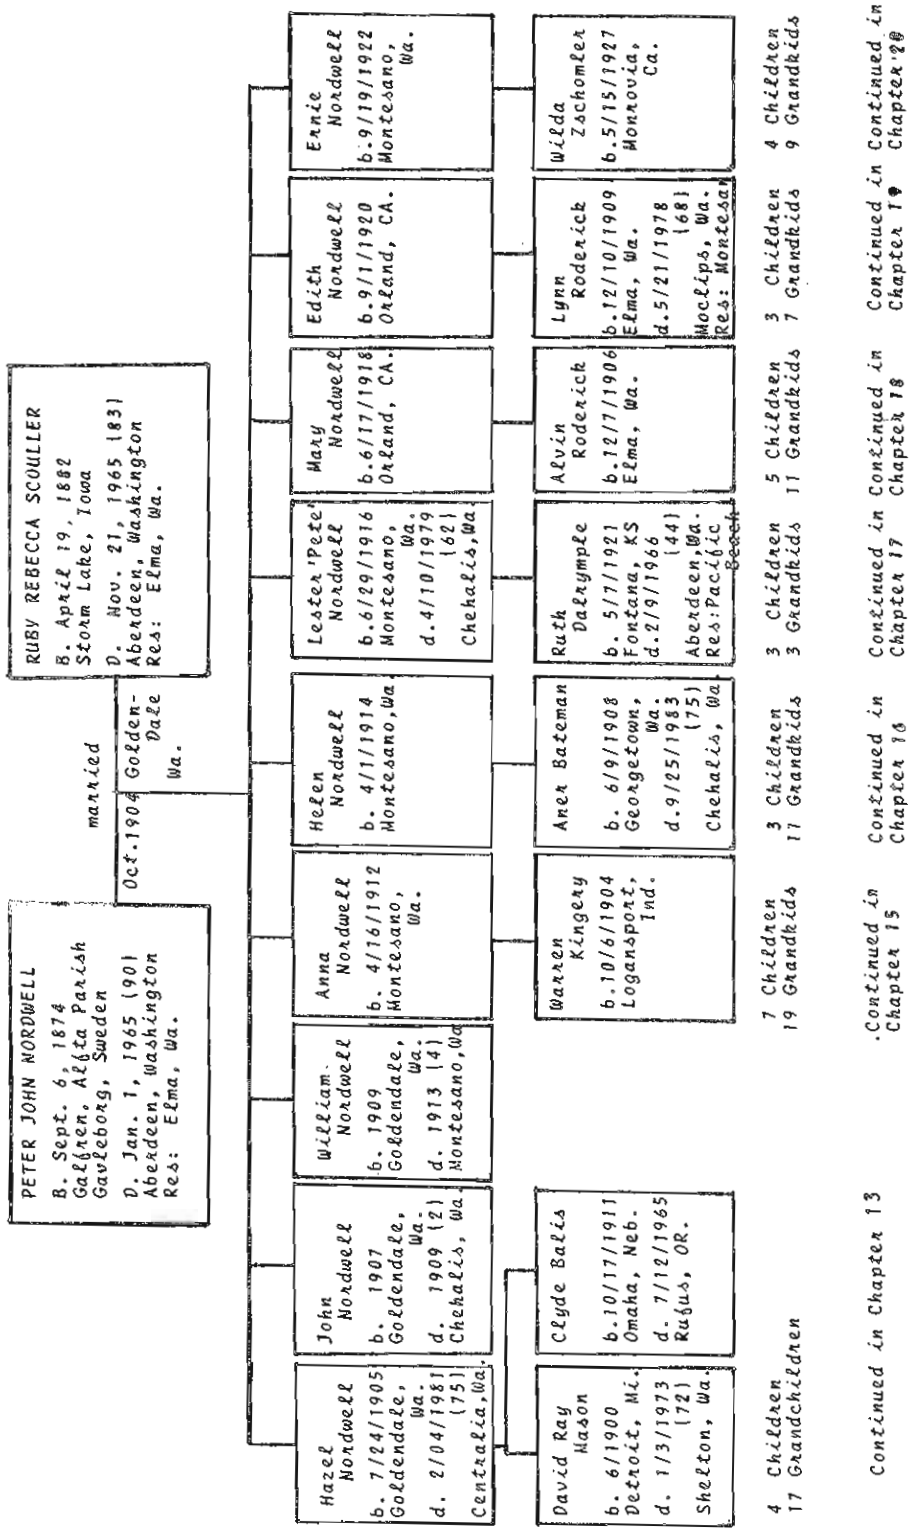 PETER JOHN NORDWELL
B. Sept. 6, 1874
Galfren, Alfta Parish
Gavleborg, Sweden
D. Jan. 1, 1965 (90)
Aberdeen, Washington
Res: Elma, Wa.
married
Oct.1904 Golden-
Dale
Wa.
RUBY REBECCA SCOULLER
B. April 19, 1882
Storm Lake, Iowa
D. Nov. 21, 1965 (83)
Aberdeen, Washington
Res: Elma, Wa.
Hazel
Nordwell
b. 7/24/1905
Goldendale,
Wa.
d. 2/04/1981
(75)
Centralia,Wa.
John
Nordwell
b. 1907
Goldendale,
Wa.
d. 1909 (2)
Chehalis, Wa.
William
Nordwell
b. 1909
Goldendale,
Wa.
d. 1913 (4)
Montesano,Wa
Anna
Nordwell
b. 4/16/1912
Montesano,
Wa.
Helen
Nordwell
b. 4/1/1914
Montesano,Wa.
Lester'Pete'
Nordwell
b.6/29/1916
Montesano,
Wa.
d.4/10/1979
(62)
Chehalis,Wa
Mary
Nordwell
b.6/17/1918
Orland, CA.
Edith
Nordwell
b.9/1/1920
Orland, CA.
Ernie
Nordwell
b.9/19/1922
Montesano,
Wa.
David Ray
Mason
b. 6/1900
Detroit, Mi.
d. 1/3/1973
(72)
Shelton, Wa.
Clyde Balis
b.10/17/1911
Omaha, Neb.
d. 7/12/1965
Rufus, OR.
Warren
Kingery
b.10/6/1904
Logansport,
Ind.
Aner Bateman
b. 6/9/1908
Georgetown,
Wa.
d.9/25/1983
(75)
Chehalis, Wa.
Ruth
Dalrymple
b. 5/7/1921
Fontana, KS
d.2/9/1966
(44)
Aberdeen,Wa.
Res:Pacific
Beach
Alvin
Roderick
b.12/7/1906
Elma, Wa.
Lynn
Roderick
b.12/10/1909
Elma, Wa.
d.5/21/1978
(68)
Moclips, Wa.
Res: Montesan
Wilda
Zschomler
b.5/15/1927
Monrovia,
Ca.
4 Children
17 Grandchildren
7 Children
19 Grandkids
3 Children
11 Grandkids
3 Children
3 Grandkids
5 Children
11 Grandkids
3 Children
7 Grandkids
4 Children
9 Grandkids
Continued in Chapter 13
Continued in
Chapter 15
Continued in
Chapter 16
Continued in
Chapter 17
Continued in
Chapter 18
Continued in
Chapter 19
Continued in
Chapter 20